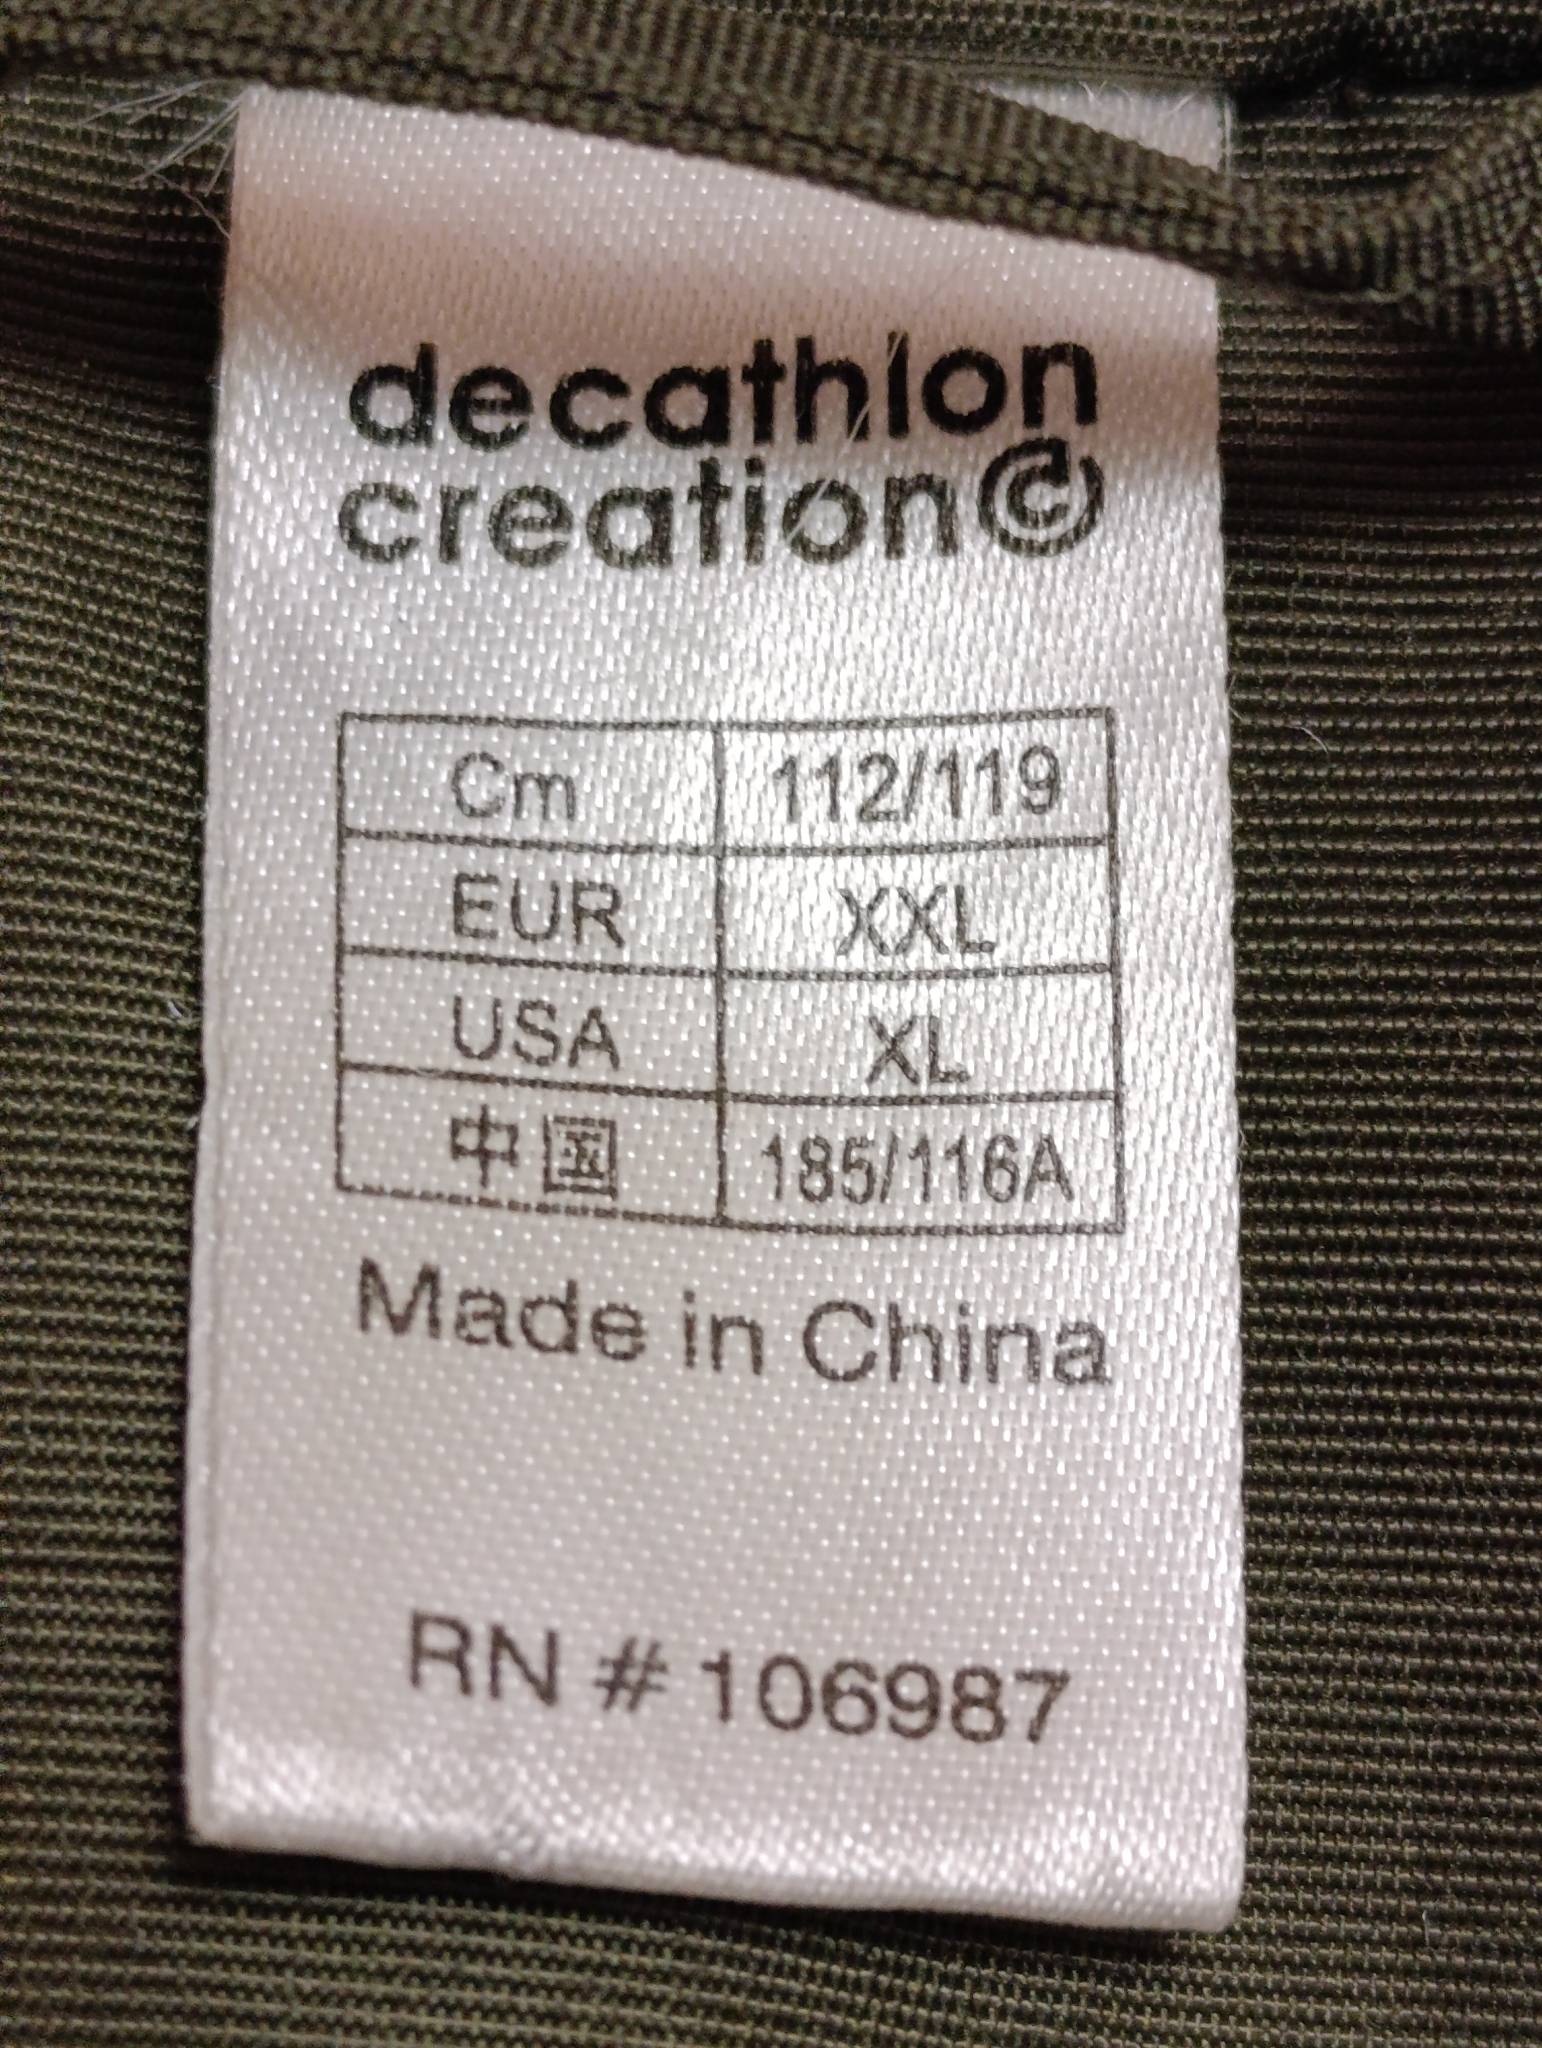 decathlon
creation©
Cm 112/119
EUR XXL
USA XL
中国 185/116A
Made in China
RN # 106987